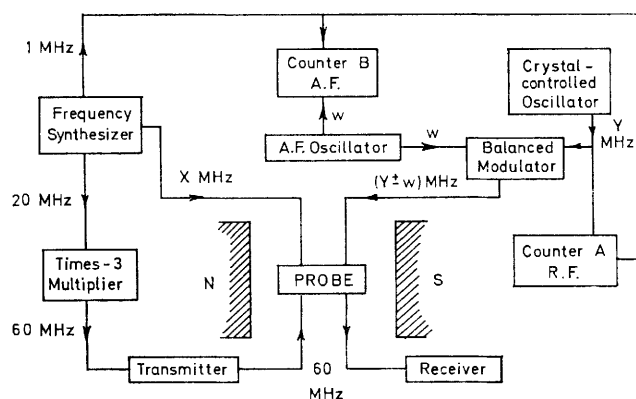 1 MHz
Counter B
A.F.
Crystal-
controlled
Oscillator
Frequency
Synthesizer
w
A.F. Oscillator
w
Balanced
Modulator
Y
MHz
X MHz
(Y±w) MHz
20 MHz
Times-3
Multiplier
N
PROBE
S
Counter A
R.F.
60 MHz
Transmitter
60
MHz
Receiver